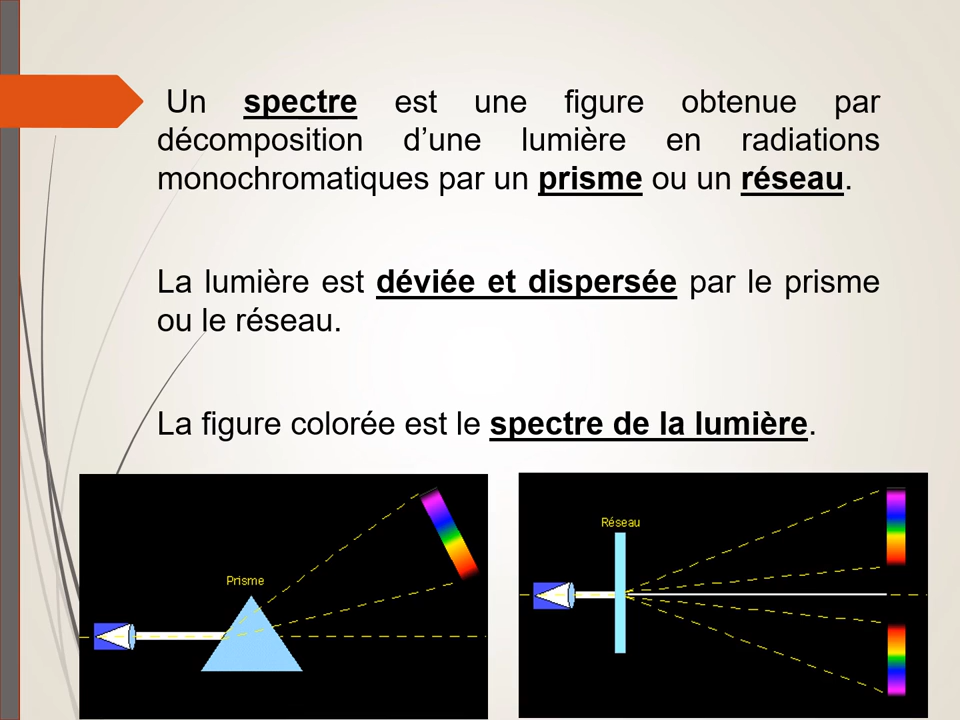 Un spectre est une figure obtenue par
décomposition d’une lumière en radiations
monochromatiques par un prisme ou un réseau.
La lumière est déviée et dispersée par le prisme
ou le réseau.
La figure colorée est le spectre de la lumière.
Prisme
Réseau